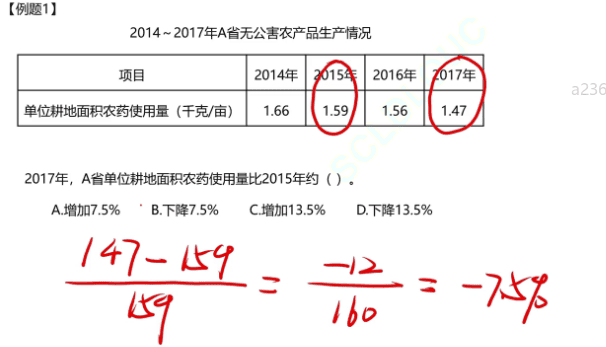 【例题1】
2014～2017年A省无公害农产品生产情况
项目 2014年 2015年 2016年 2017年
单位耕地面积农药使用量（千克/亩） 1.66 1.59 1.56 1.47
a236
2017年，A省单位耕地面积农药使用量比2015年约（ ）。
A.增加7.5% B.下降7.5% C.增加13.5% D.下降13.5%
147-159 / 159 = -12 / 160 = -7.5%